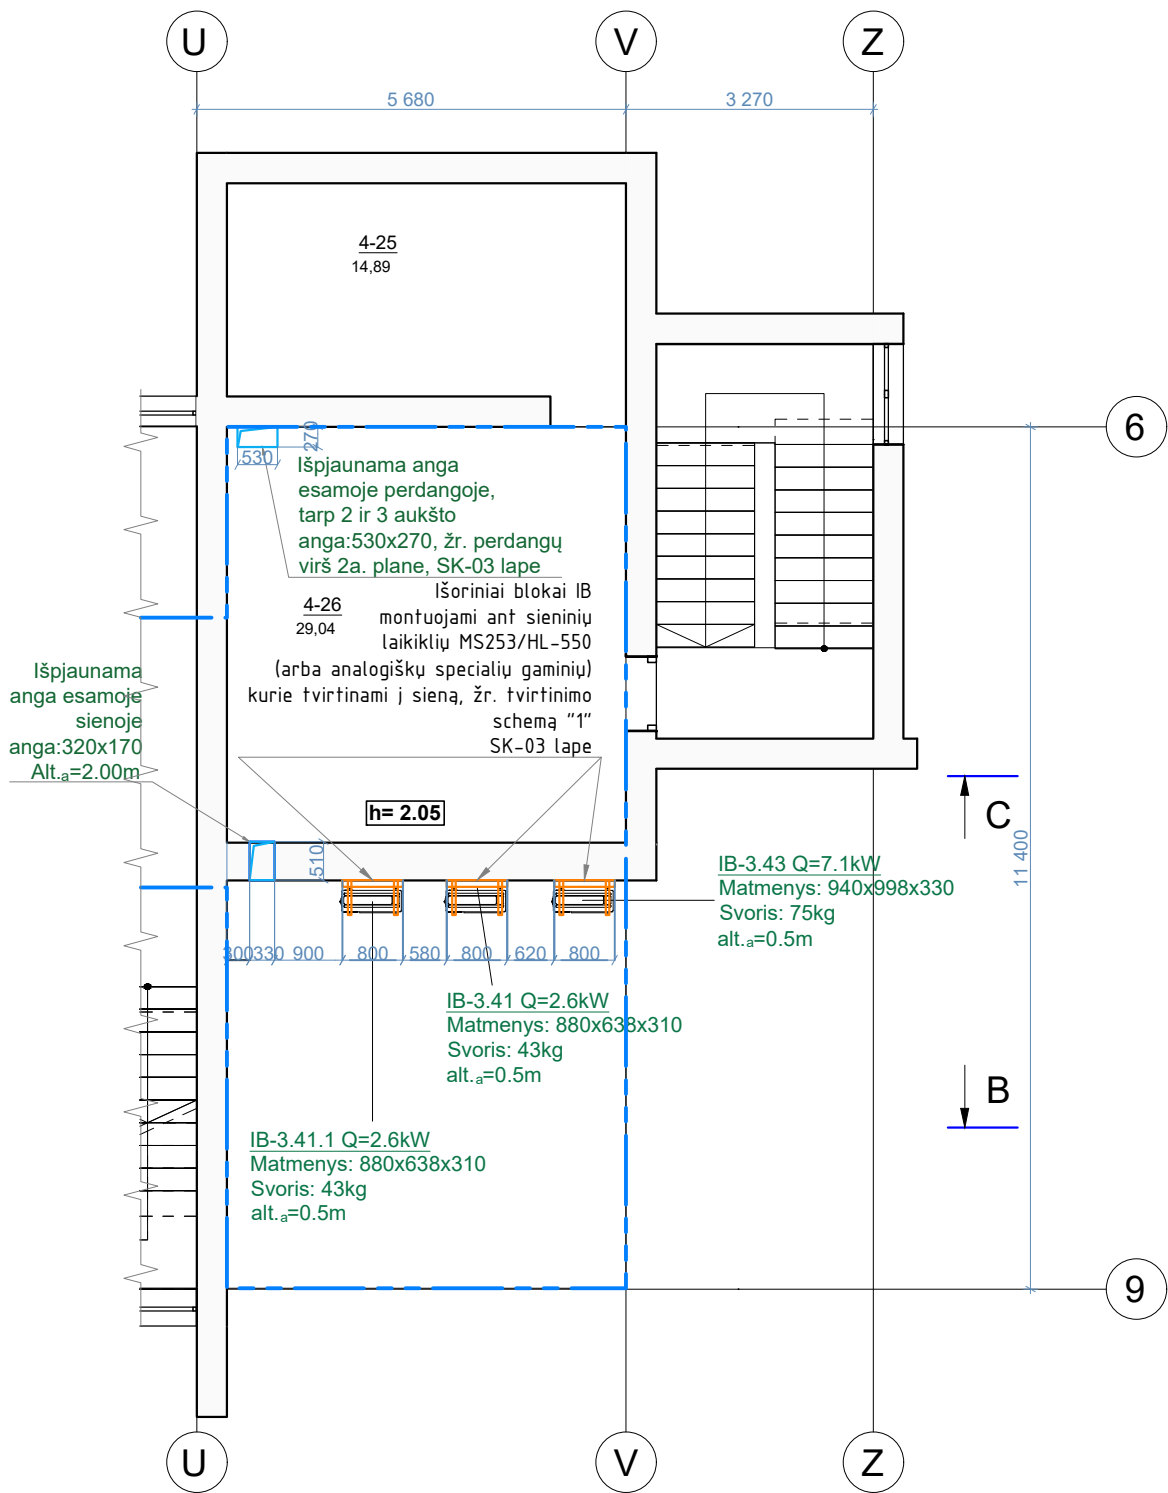 U
V
Z
5 680
3 270
4-25
14,89
6
270
530
Išpjaunama anga
esamoje perdangoje,
tarp 2 ir 3 aukšto
anga:530x270, žr. perdangų
virš 2a. plane, SK-03 lape
4-26
29,04
Išoriniai blokai IB
montuojami ant sieninių
laikiklių MS253/HL-550
(arba analogiškų specialių gaminių)
kurie tvirtinami į sieną, žr. tvirtinimo
schemą "1"
SK-03 lape
Išpjaunama
anga esamoje
sienoje
anga:320x170
Alt.a=2.00m
h= 2.05
510
C
11 400
IB-3.43 Q=7.1kW
Matmenys: 940x998x330
Svoris: 75kg
alt.a=0.5m
300
330
900
800
580
800
620
800
IB-3.41 Q=2.6kW
Matmenys: 880x638x310
Svoris: 43kg
alt.a=0.5m
B
IB-3.41.1 Q=2.6kW
Matmenys: 880x638x310
Svoris: 43kg
alt.a=0.5m
9
U
V
Z